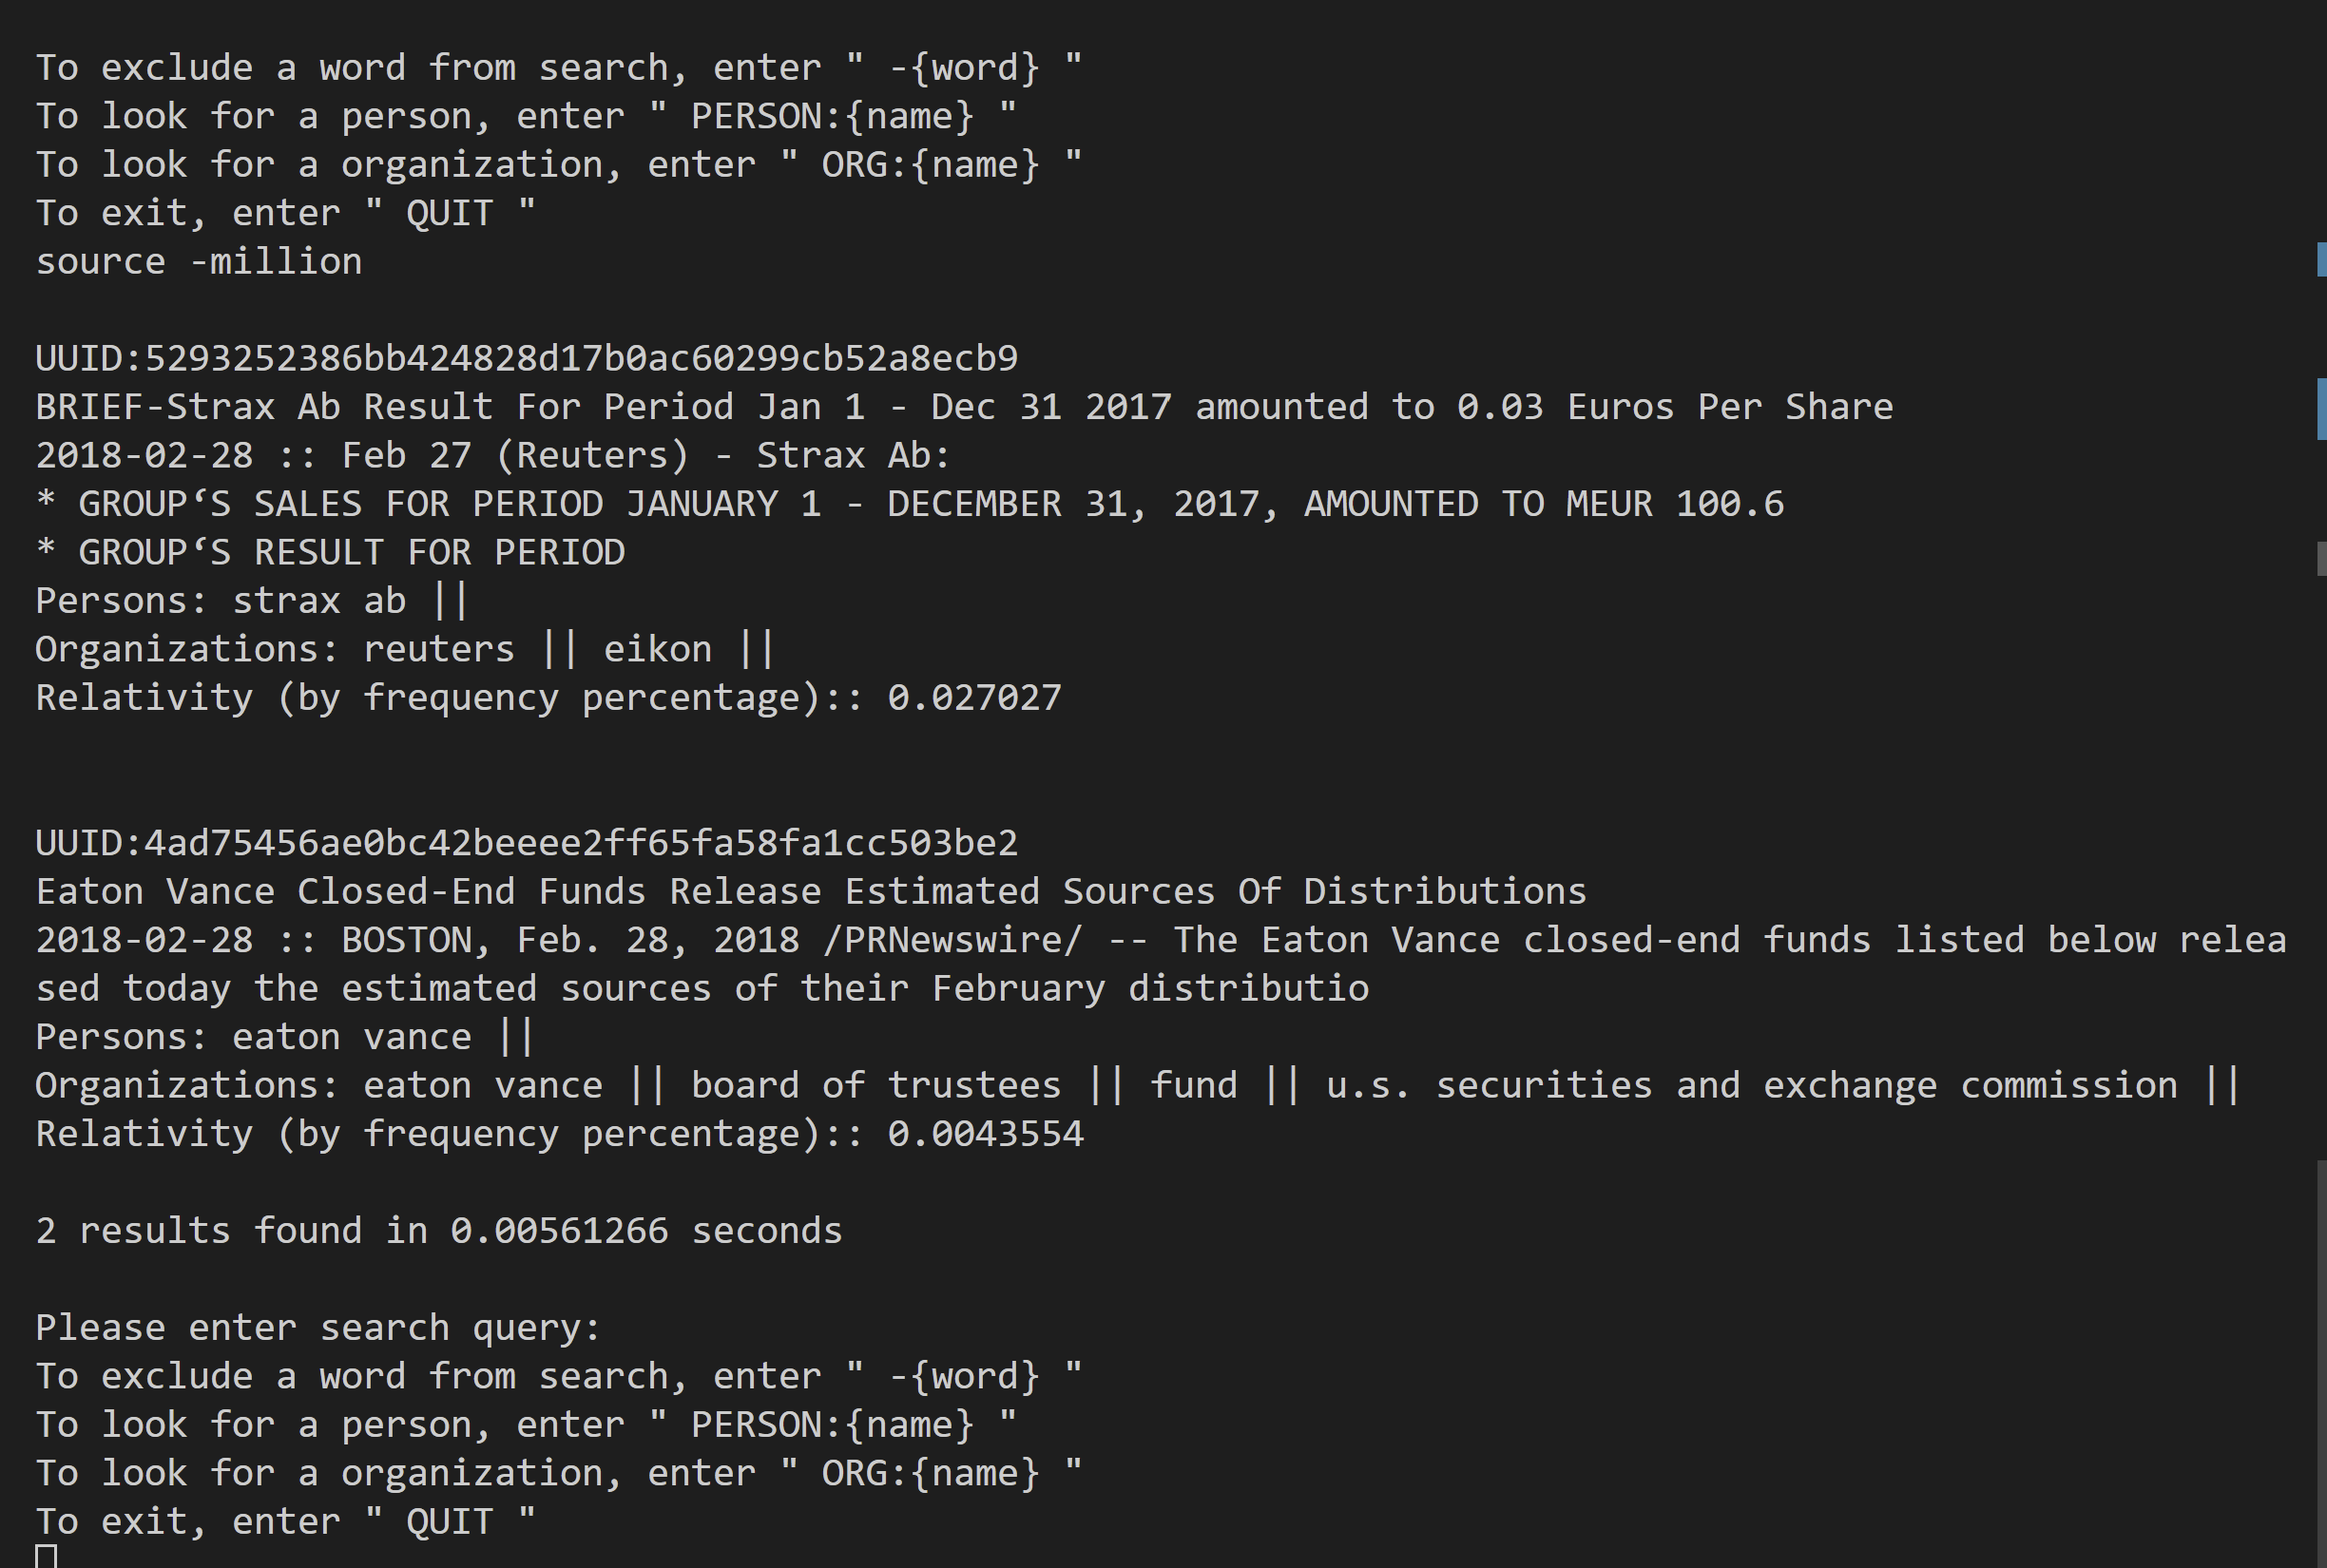 To exclude a word from search, enter " -{word} "
To look for a person, enter " PERSON:{name} "
To look for a organization, enter " ORG:{name} "
To exit, enter " QUIT "
source -million
UUID:5293252386bb424828d17b0ac60299cb52a8ecb9
BRIEF-Strax Ab Result For Period Jan 1 - Dec 31 2017 amounted to 0.03 Euros Per Share
2018-02-28 :: Feb 27 (Reuters) - Strax Ab:
* GROUP‘S SALES FOR PERIOD JANUARY 1 - DECEMBER 31, 2017, AMOUNTED TO MEUR 100.6
* GROUP‘S RESULT FOR PERIOD
Persons: strax ab ||
Organizations: reuters || eikon ||
Relativity (by frequency percentage):: 0.027027
UUID:4ad75456ae0bc42beeee2ff65fa58fa1cc503be2
Eaton Vance Closed-End Funds Release Estimated Sources Of Distributions
2018-02-28 :: BOSTON, Feb. 28, 2018 /PRNewswire/ -- The Eaton Vance closed-end funds listed below relea
sed today the estimated sources of their February distributio
Persons: eaton vance ||
Organizations: eaton vance || board of trustees || fund || u.s. securities and exchange commission ||
Relativity (by frequency percentage):: 0.0043554
2 results found in 0.00561266 seconds
Please enter search query:
To exclude a word from search, enter " -{word} "
To look for a person, enter " PERSON:{name} "
To look for a organization, enter " ORG:{name} "
To exit, enter " QUIT "